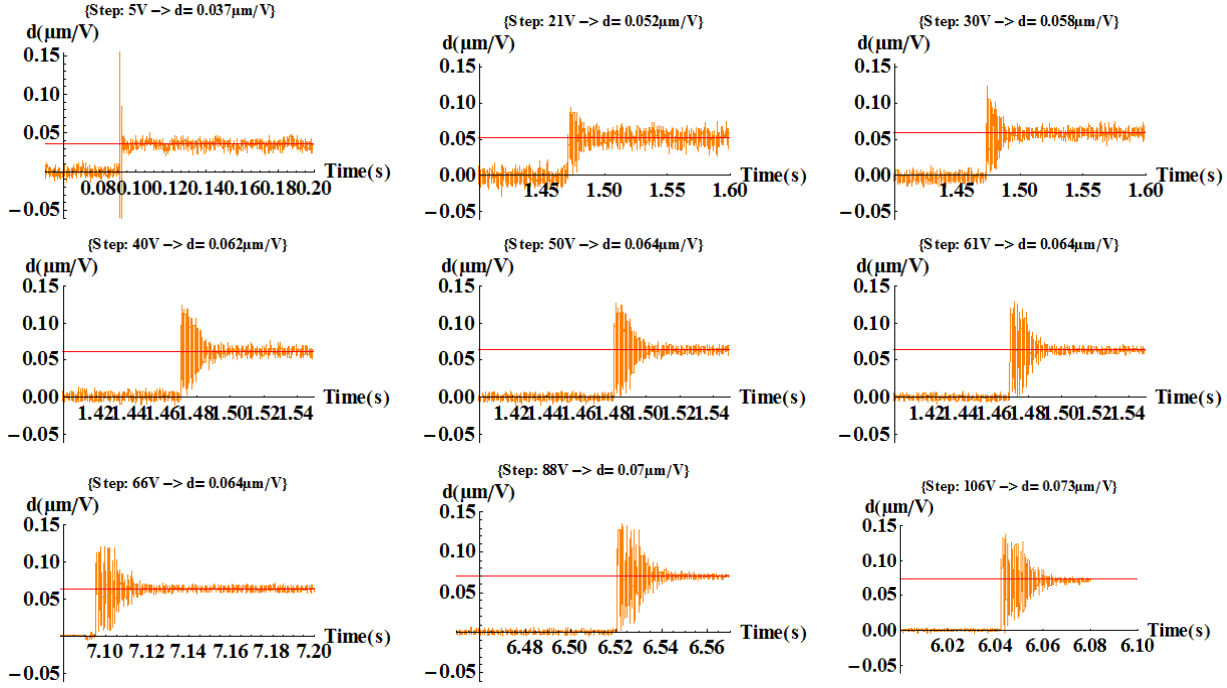 {Step: 5V -> d= 0.037µm/V}
d(µm/V)
0.15
0.10
0.05
0.00
-0.05
0.080.100.120.140.160.180.20
Time(s)
{Step: 21V -> d= 0.052µm/V}
d(µm/V)
0.15
0.10
0.05
0.00
-0.05
1.45 1.50 1.55 1.60
Time(s)
{Step: 30V -> d= 0.058µm/V}
d(µm/V)
0.15
0.10
0.05
0.00
-0.05
1.45 1.50 1.55 1.60
Time(s)
{Step: 40V -> d= 0.062µm/V}
d(µm/V)
0.15
0.10
0.05
0.00
-0.05
1.421.441.461.481.501.521.54
Time(s)
{Step: 50V -> d= 0.064µm/V}
d(µm/V)
0.15
0.10
0.05
0.00
-0.05
1.421.441.461.481.501.521.54
Time(s)
{Step: 61V -> d= 0.064µm/V}
d(µm/V)
0.15
0.10
0.05
0.00
-0.05
1.421.441.461.481.501.521.54
Time(s)
{Step: 66V -> d= 0.064µm/V}
d(µm/V)
0.15
0.10
0.05
0.00
-0.05
7.10 7.12 7.14 7.16 7.18 7.20
Time(s)
{Step: 88V -> d= 0.07µm/V}
d(µm/V)
0.15
0.10
0.05
0.00
-0.05
6.48 6.50 6.52 6.54 6.56
Time(s)
{Step: 106V -> d= 0.073µm/V}
d(µm/V)
0.15
0.10
0.05
0.00
-0.05
6.02 6.04 6.06 6.08 6.10
Time(s)